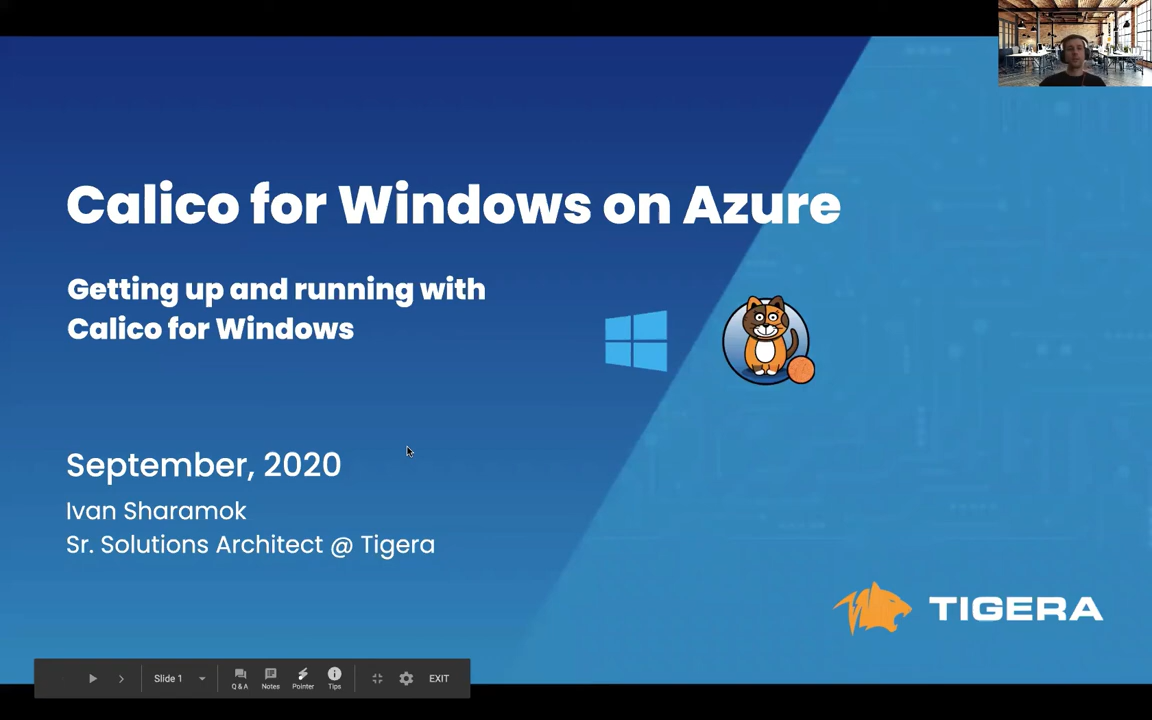 Calico for Windows on Azure
Getting up and running with
Calico for Windows
September, 2020
Ivan Sharamok
Sr. Solutions Architect @ Tigera
TIGERA
Slide 1
Q & A
Notes
Pointer
Tips
EXIT